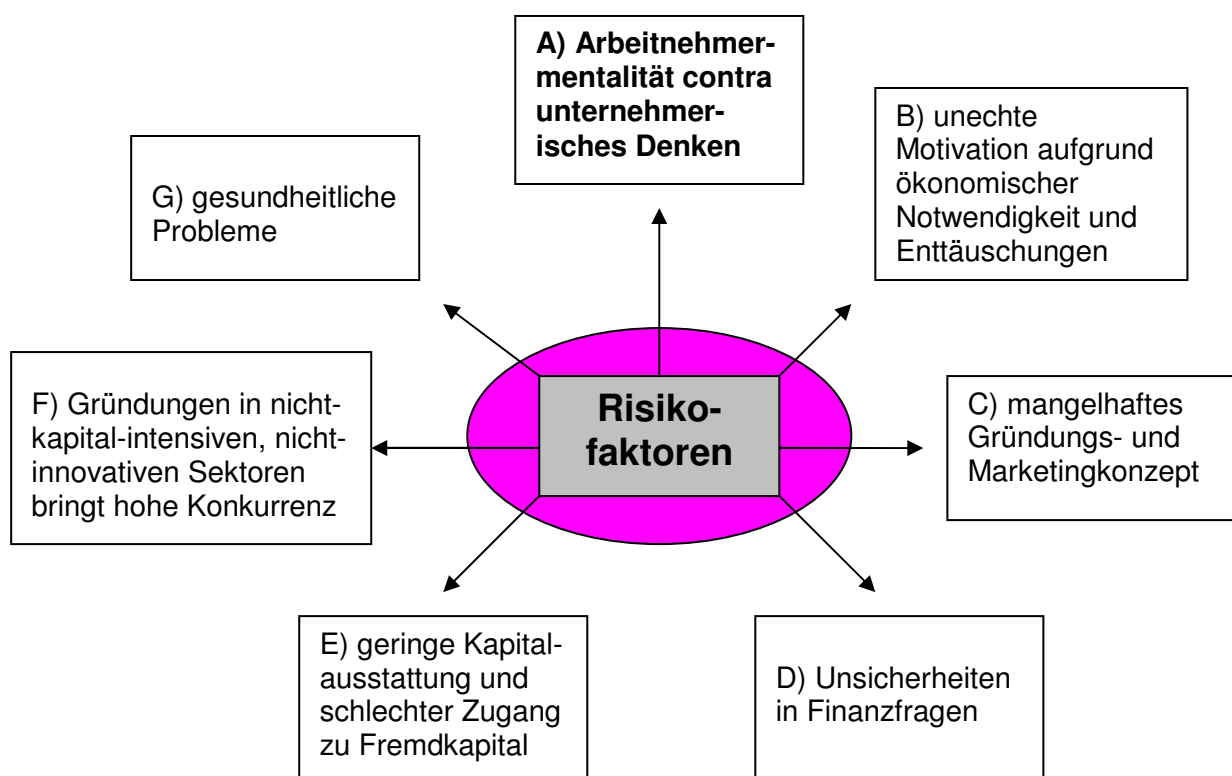 A) Arbeitnehmer-
mentalität contra
unternehmer-
isches Denken
B) unechte
Motivation aufgrund
ökonomischer
Notwendigkeit und
Enttäuschungen
G) gesundheitliche
Probleme
Risiko-
faktoren
C) mangelhaftes
Gründungs- und
Marketingkonzept
F) Gründungen in nicht-
kapital-intensiven, nicht-
innovativen Sektoren
bringt hohe Konkurrenz
E) geringe Kapital-
ausstattung und
schlechter Zugang
zu Fremdkapital
D) Unsicherheiten
in Finanzfragen